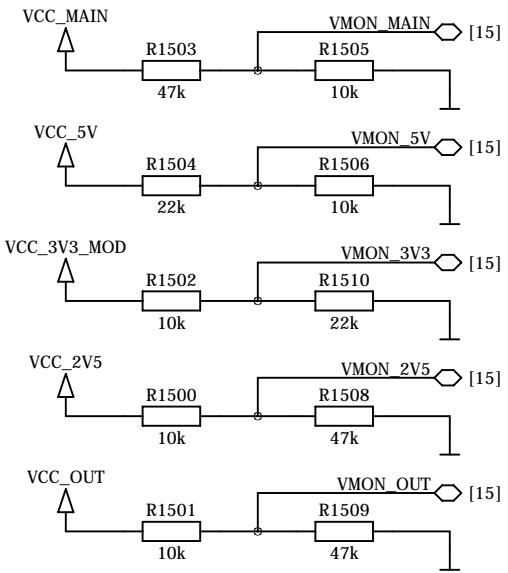 VCC_MAIN VMON_MAIN [15]
R1503 R1505
47k 10k
VCC_5V VMON_5V [15]
R1504 R1506
22k 10k
VCC_3V3_MOD VMON_3V3 [15]
R1502 R1510
10k 22k
VCC_2V5 VMON_2V5 [15]
R1500 R1508
10k 47k
VCC_OUT VMON_OUT [15]
R1501 R1509
10k 47k